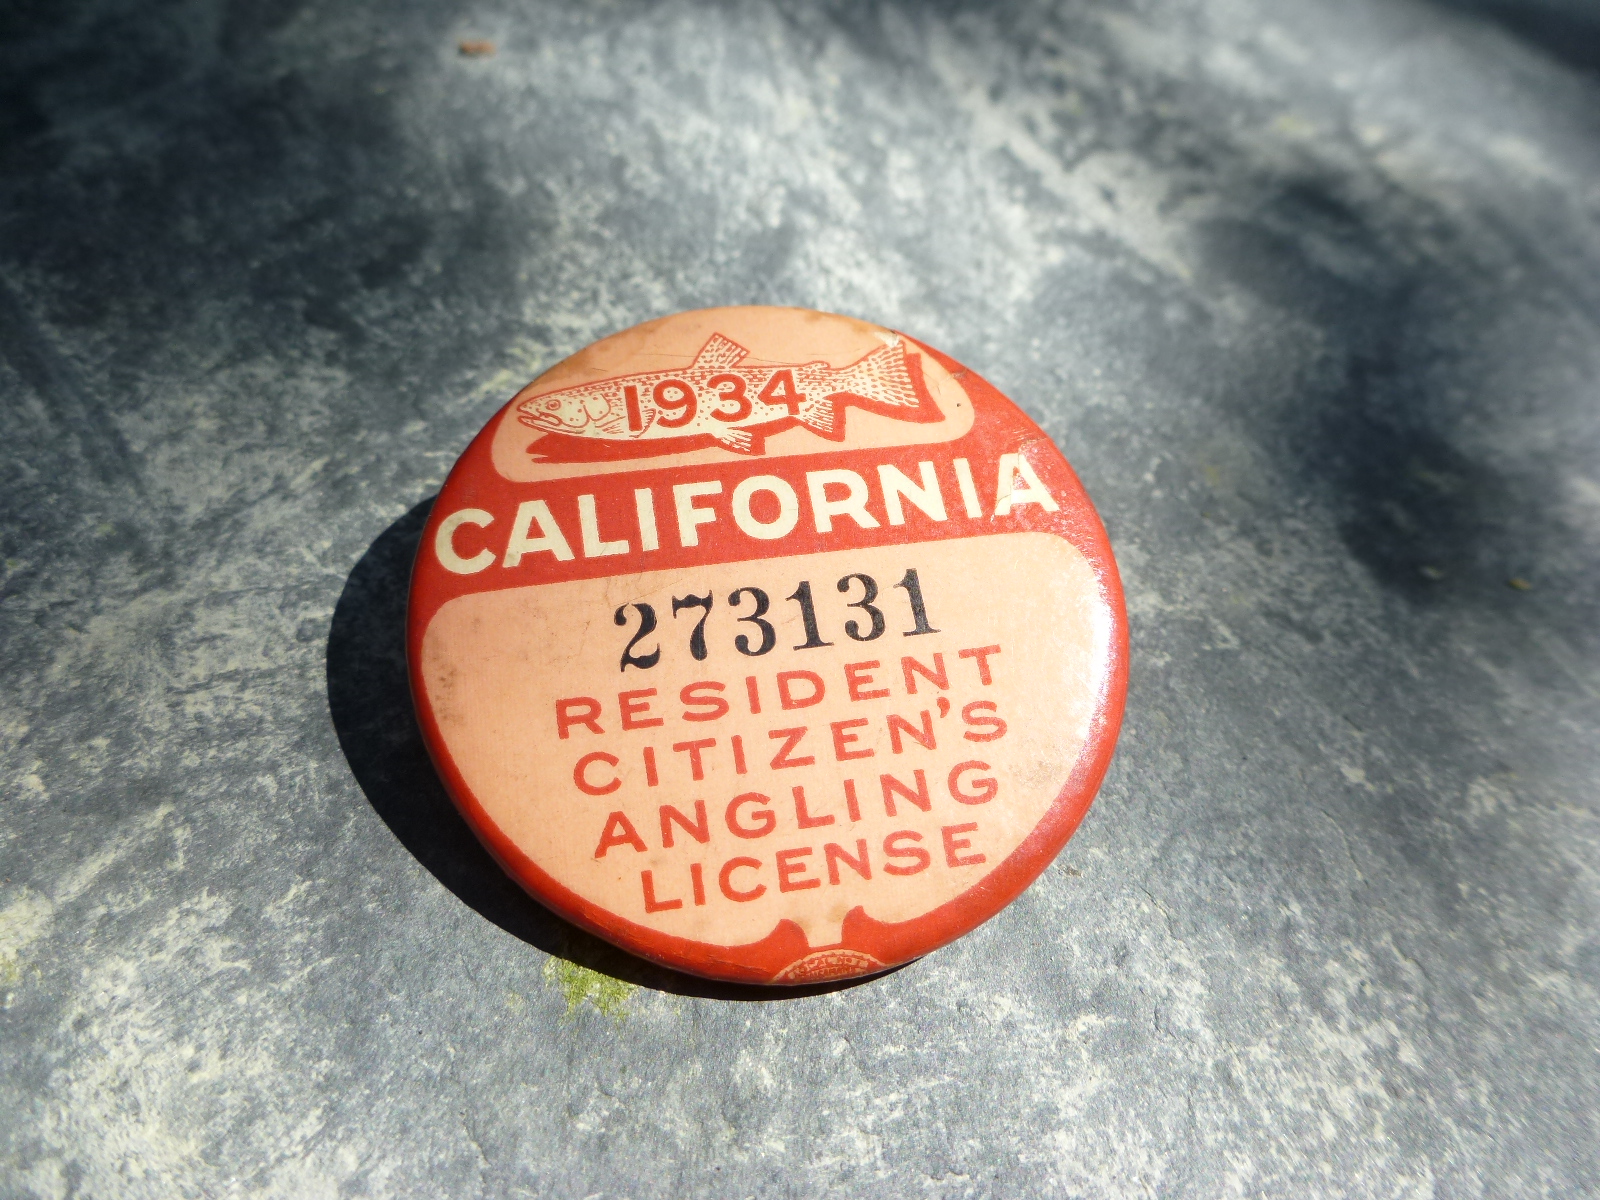 1934
CALIFORNIA
273131
RESIDENT
CITIZEN'S
ANGLING
LICENSE